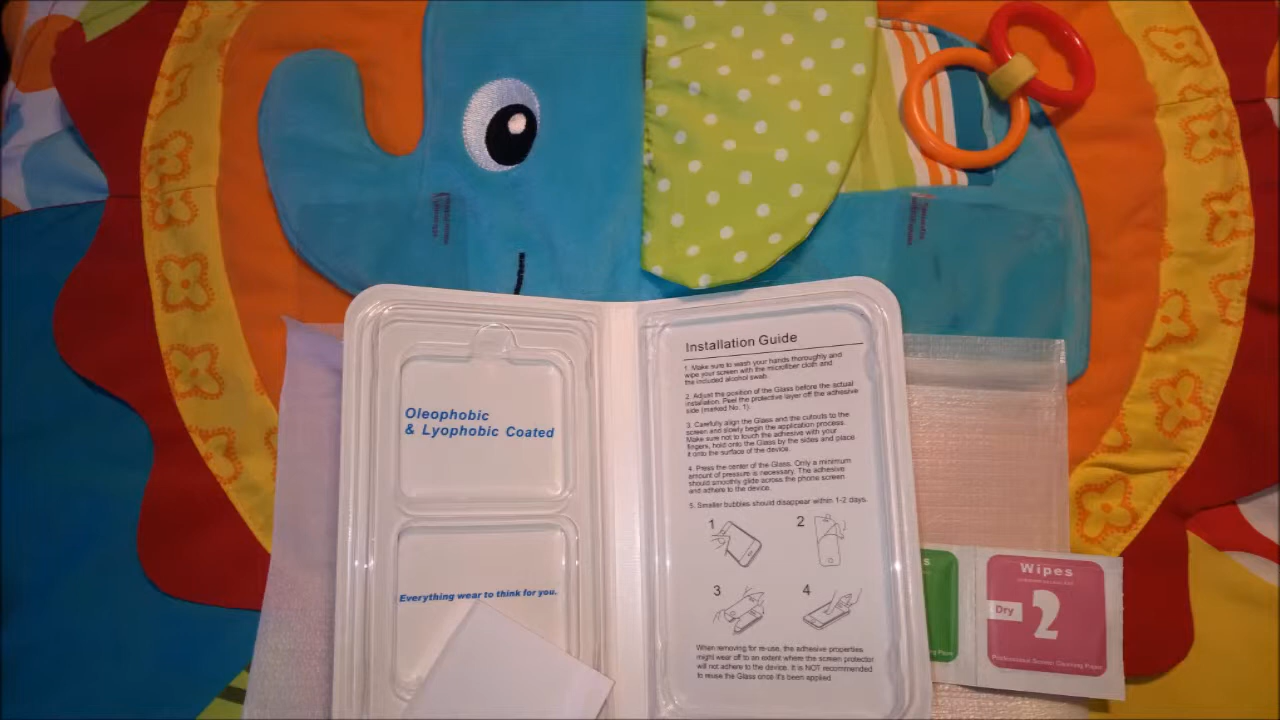 Oleophobic
& Lyophobic Coated
Everything wear to think for you.
Installation Guide
1. Make sure to wash your hands thoroughly and
wipe your screen with the microfiber cloth and
the included alcohol swab.
2. Adjust the position of the Glass before the actual
installation. Peel the protective layer off the adhesive
side (marked No. 1).
3. Carefully align the Glass and the cutouts to the
screen and slowly begin the application process.
Make sure not to touch the adhesive with your
fingers, hold onto the Glass by the sides and place
it onto the surface of the device.
4. Press the center of the Glass. Only a minimum
amount of pressure is necessary. The adhesive
should smoothly glide across the phone screen
and adhere to the device.
5. Smaller bubbles should disappear within 1-2 days.
1
2
3
4
When removing for re-use, the adhesive properties
might wear off to an extent where the screen protector
will not adhere to the device. It is NOT recommended
to reuse the Glass once it's been applied.
s
ng Paper
Wipes
Dry
2
Professional Screen Cleaning Paper